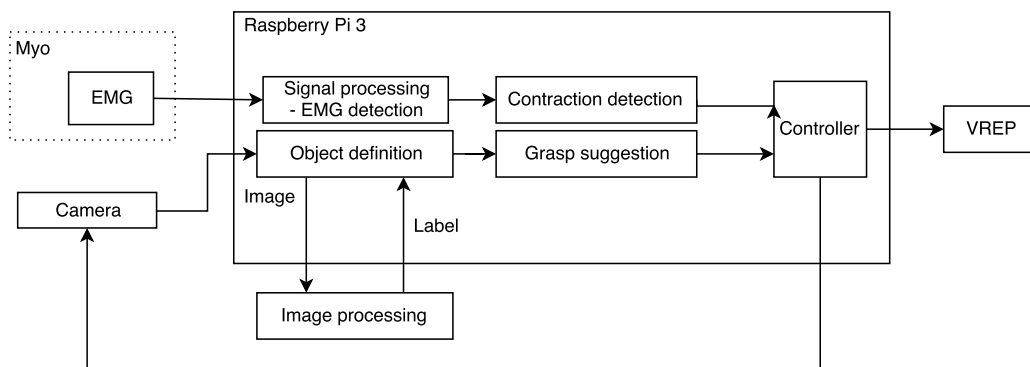 Raspberry Pi 3
Myo
EMG
Signal processing
- EMG detection
Contraction detection
Controller
VREP
Object definition
Grasp suggestion
Image
Camera
Label
Image processing